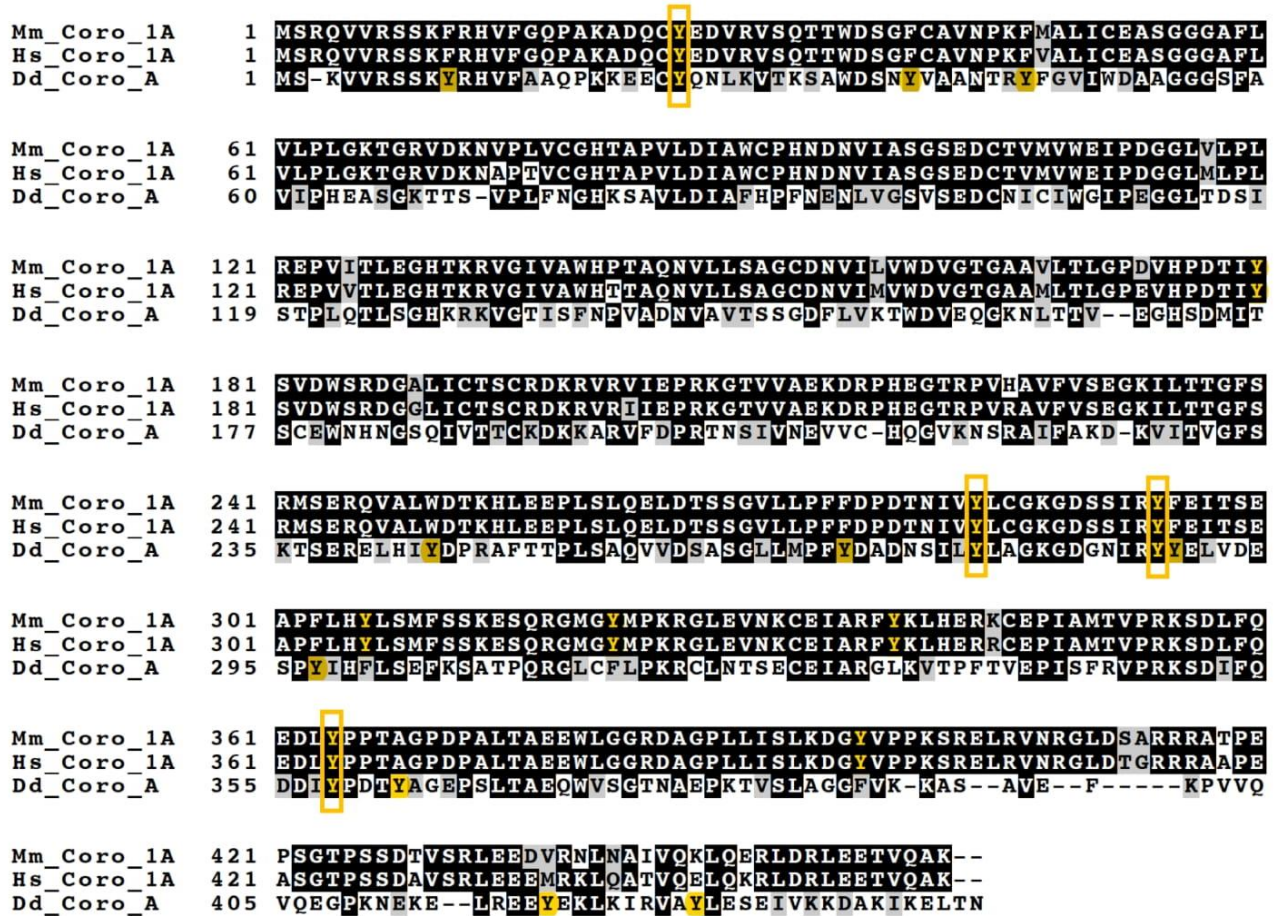 Mm_Coro_1A 1 MSRQVVRSSKFRHVFGQPAKADQCYEDVRVSQTTWDSGFCAVNPKFMALICEASGGGAFL
Hs_Coro_1A 1 MSRQVVRSSKFRHVFGQPAKADQCYEDVRVSQTTWDSGFCAVNPKFVALICEASGGGAFL
Dd_Coro_A 1 MS-KVVRSSKYRHVFAAQPKKEECYQNLKVTKSAWDSNYVAANTRYFGVIWDAAGGGSFA
Mm_Coro_1A 61 VLPLGKTGRVDKNVPLVCGHTAPVLDIAWCPHNDNVIASGSEDCTVMVWEIPDGGLVLPL
Hs_Coro_1A 61 VLPLGKTGRVDKNAPTVCGHTAPVLDIAWCPHNDNVIASGSEDCTVMVWEIPDGGLMLPL
Dd_Coro_A 60 VIPHEASGKTTS-VPLFNGHKSAVLDIAFHPFNENLVGSVSEDCNICIWGIPEGGLTDSI
Mm_Coro_1A 121 REPVITLEGHTKRVGIVAWHPTAQNVLLSAGCDNVILVWDVGTGAAVLTLGPDVHPDTIY
Hs_Coro_1A 121 REPVVTLEGHTKRVGIVAWHTTAQNVLLSAGCDNVIMVWDVGTGAAMLTLGPEVHPDTIY
Dd_Coro_A 119 STPLQTLSGHKRKVGTISFNPVADNVAVTSSGDFLVKTWDVEQGKNLTTV--EGHSDMIT
Mm_Coro_1A 181 SVDWSRDGALICTSCRDKRVRVIEPRKGTVVAEKDRPHEGTRPVHAVFVSEGKILTTGFS
Hs_Coro_1A 181 SVDWSRDGGLICTSCRDKRVRIIEPRKGTVVAEKDRPHEGTRPVRAVFVSEGKILTTGFS
Dd_Coro_A 177 SCEWNHNGSQIVTTCKDKKARVFDPRTNSIVNEVVC-HQGVKNSRAIFAKD-KVITVGFS
Mm_Coro_1A 241 RMSERQVALWDTKHLEEPLSLQELDTSSGVLLPFFDPDTNIVYLCGKGDSSIRYFEITSE
Hs_Coro_1A 241 RMSERQVALWDTKHLEEPLSLQELDTSSGVLLPFFDPDTNIVYLCGKGDSSIRYFEITSE
Dd_Coro_A 235 KTSERELHIYDPRAFTTPLSAQVVDSASGLLMPFYDADNSILYLAGKGDGNIRYYELVDE
Mm_Coro_1A 301 APFLHYLSMFSSKESQRGMGYMPKRGLEVNKCEIARFYKLHERKCEPIAMTVPRKSDLFQ
Hs_Coro_1A 301 APFLHYLSMFSSKESQRGMGYMPKRGLEVNKCEIARFYKLHERRCEPIAMTVPRKSDLFQ
Dd_Coro_A 295 SPYIHFLSEFKSATPQRGLCFLPKRCLNTSECEIARGLKVTPFTVEPISFRVPRKSDIFQ
Mm_Coro_1A 361 EDLYPPTAGPDPALTAEEWLGGRDAGPLLISLKDGYVPPKSRELRVNRGLDSARRRATPE
Hs_Coro_1A 361 EDLYPPTAGPDPALTAEEWLGGRDAGPLLISLKDGYVPPKSRELRVNRGLDTGRRRAAPE
Dd_Coro_A 355 DDIYPDTYAGEPSLTAEQWVSGTNAEPKTVSLAGGFVK-KAS--AVE--F-----KPVVQ
Mm_Coro_1A 421 PSGTPSSDTVSRLEEDVRNLNAIVQKLQERLDRLEETVQAK--
Hs_Coro_1A 421 ASGTPSSDAVSRLEEEMRKLQATVQELQKRLDRLEETVQAK--
Dd_Coro_A 405 VQEGPKNEKE--LREEYEKLKIRVAYLESEIVKKDAKIKELTN